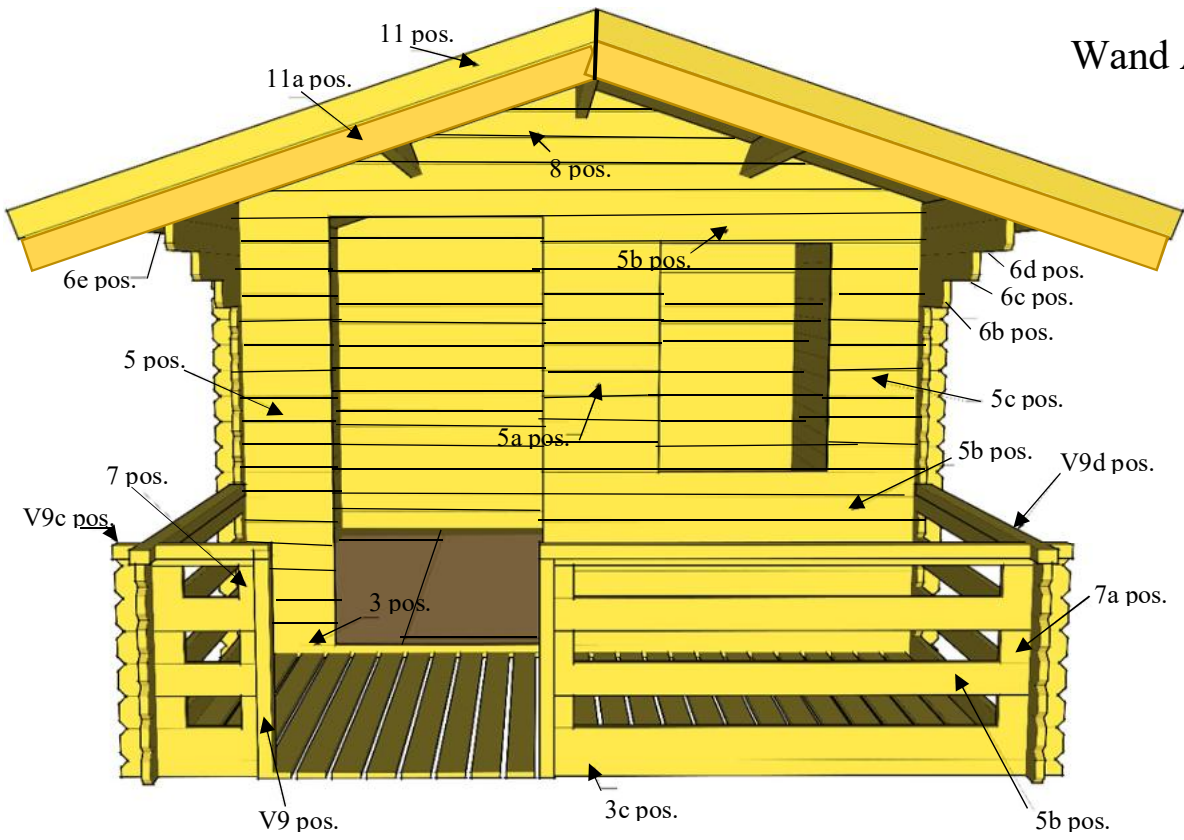 11 pos.
Wand A
11a pos.
8 pos.
5b pos.
6e pos.
6d pos.
6c pos.
6b pos.
5 pos.
5c pos.
5a pos.
5b pos.
V9d pos.
7 pos.
V9c pos.
3 pos.
7a pos.
3c pos.
V9 pos.
5b pos.